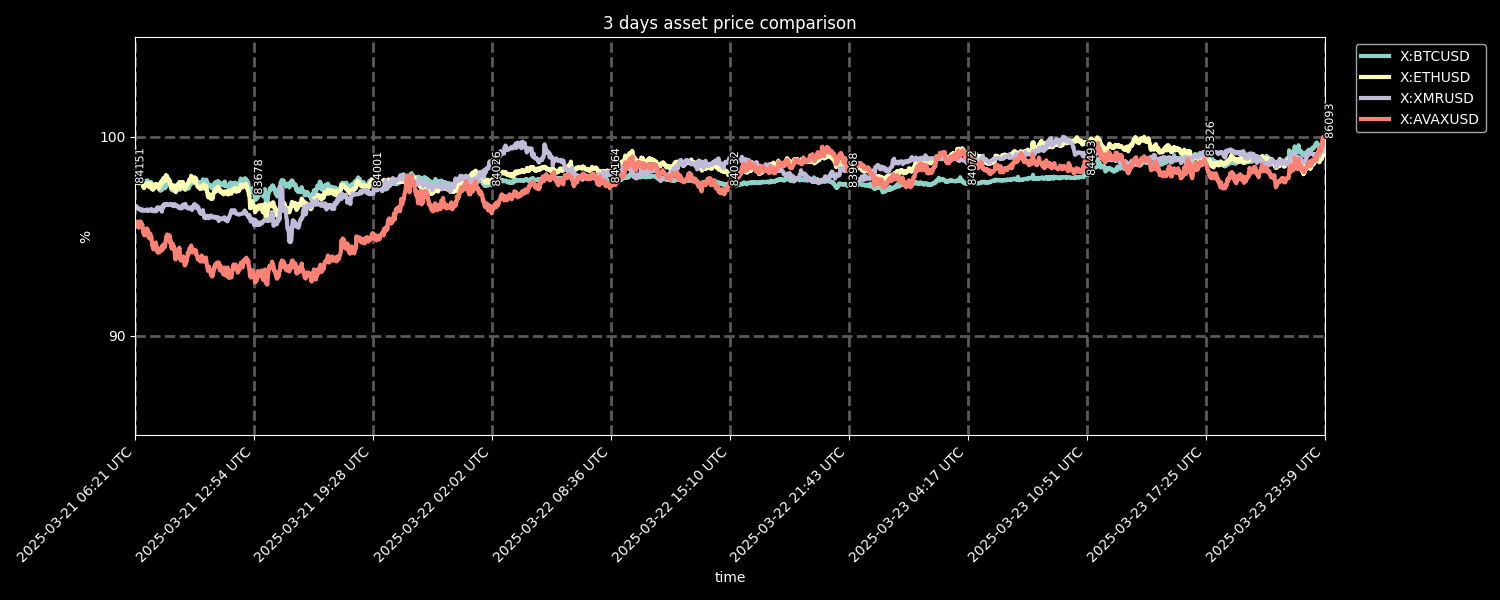 3 days asset price comparison
X:BTCUSD
X:ETHUSD
X:XMRUSD
X:AVAXUSD
100
90
%
84151
83678
84001
84026
84164
84032
83968
84072
84493
85326
86093
2025-03-21 06:21 UTC
2025-03-21 12:54 UTC
2025-03-21 19:28 UTC
2025-03-22 02:02 UTC
2025-03-22 08:36 UTC
2025-03-22 15:10 UTC
2025-03-22 21:43 UTC
2025-03-23 04:17 UTC
2025-03-23 10:51 UTC
2025-03-23 17:25 UTC
2025-03-23 23:59 UTC
time